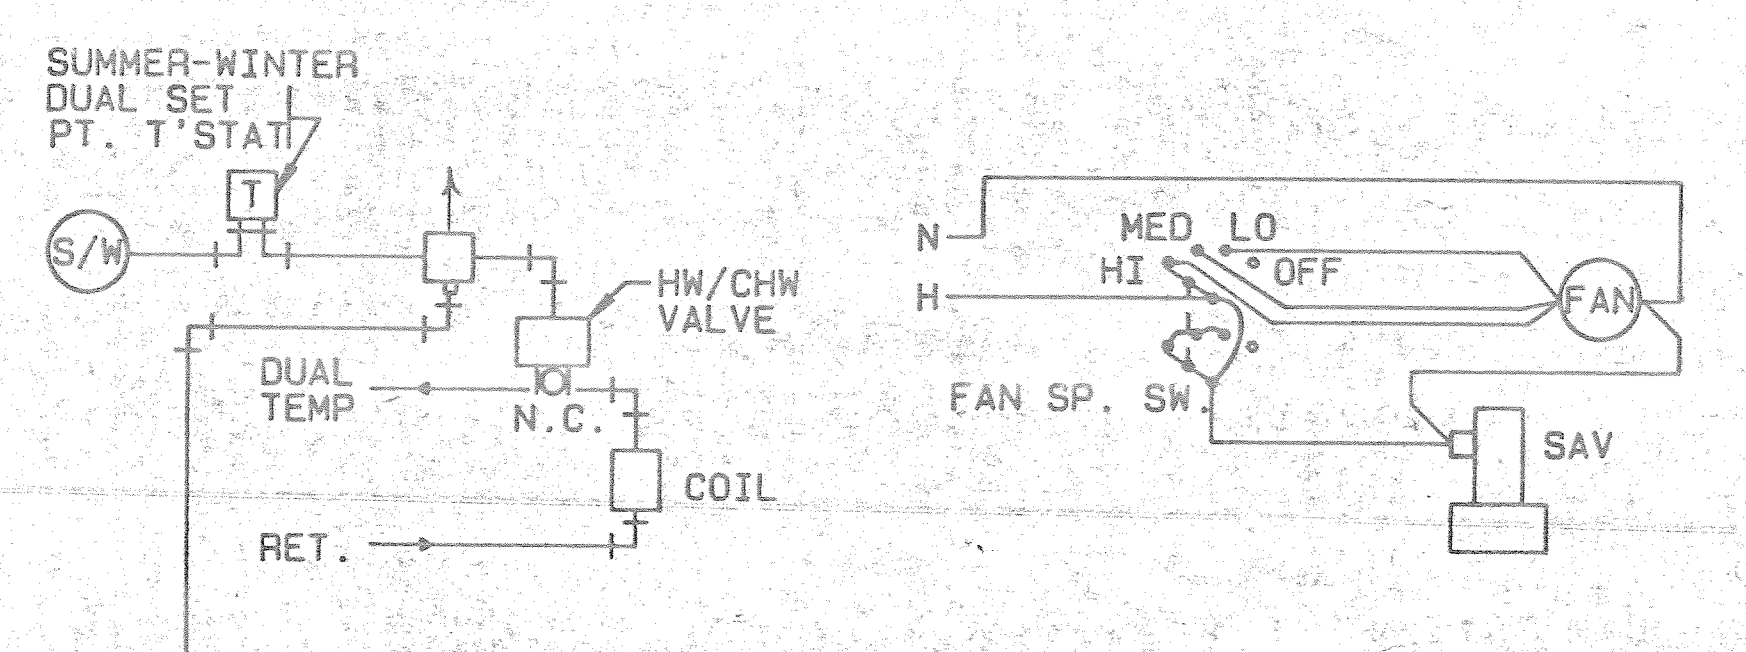 SUMMER-WINTER
DUAL SET
PT. T'STAT
T
S/W
HW/CHW
VALVE
DUAL
TEMP
N.C.
COIL
RET.
N
H
MED LO
HI
OFF
FAN
FAN SP. SW.
SAV